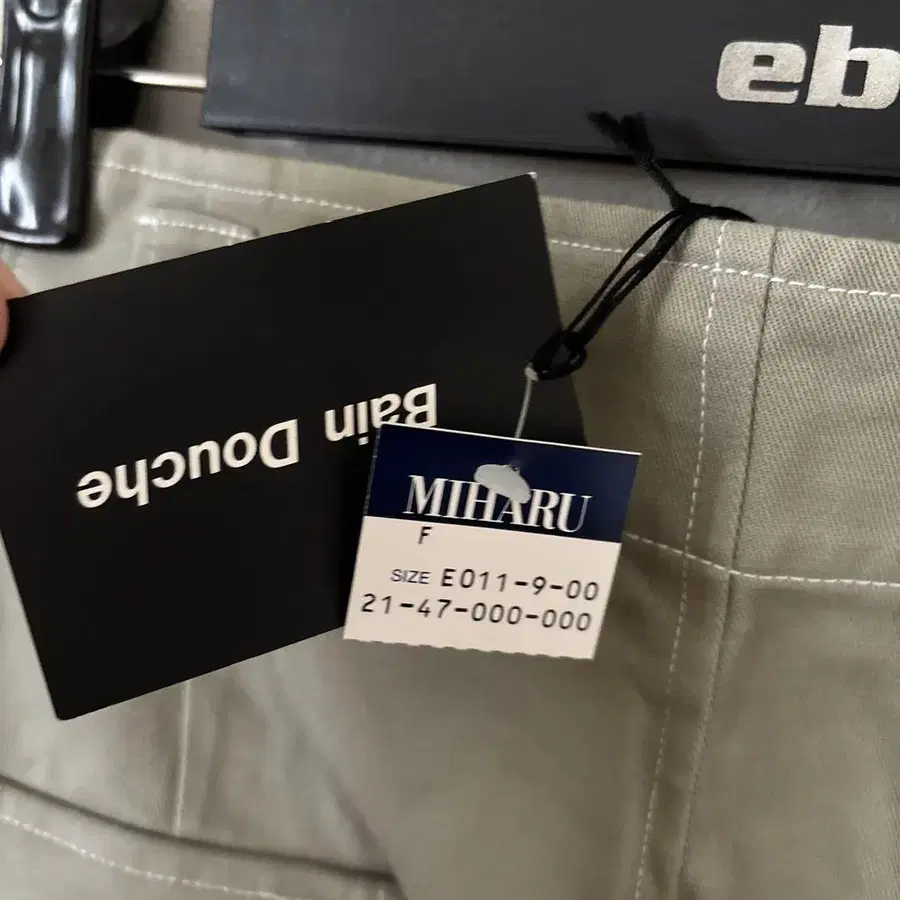 eb
Bain Douche
MIHARU
F
SIZE E011-9-00
21-47-000-000